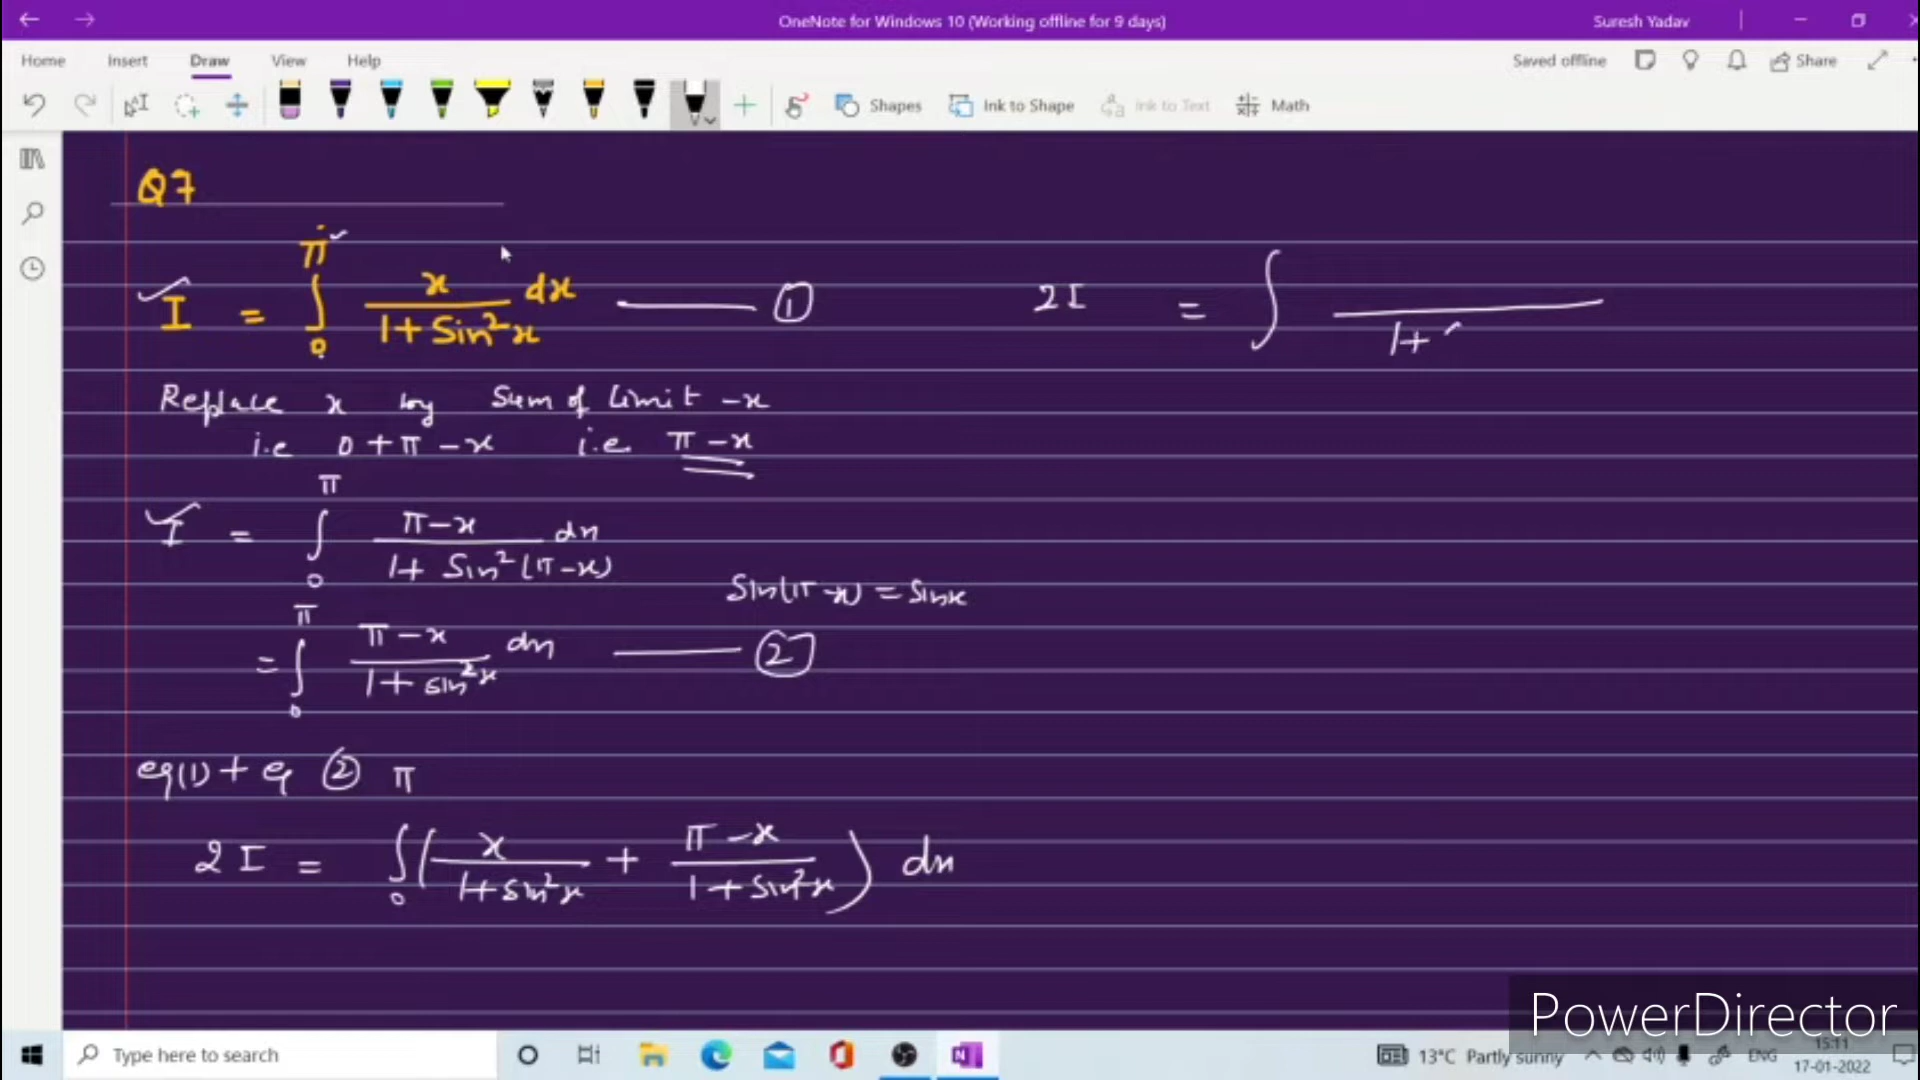 OneNote for Windows 10 (Working offline for 9 days)
Suresh Yadav
Home Insert Draw View Help
Saved offline Share
Shapes Ink to Shape Ink to Text Math
Q7
I = ∫₀^π x/(1+Sin²x) dx —— ①
Replace x by Sum of Limit -x
i.e 0+π-x i.e. π-x
I = ∫₀^π (π-x)/(1+Sin²(π-x)) dx
Sin(π-x) = Sinx
= ∫₀^π (π-x)/(1+sin²x) dx —— ②
eq(1) + eq ②
2I = ∫₀^π (x/(1+sin²x) + (π-x)/(1+sin²x)) dx
2I = ∫ /(1+
PowerDirector
Type here to search
13°C Partly sunny
ENG
15:11
17-01-2022